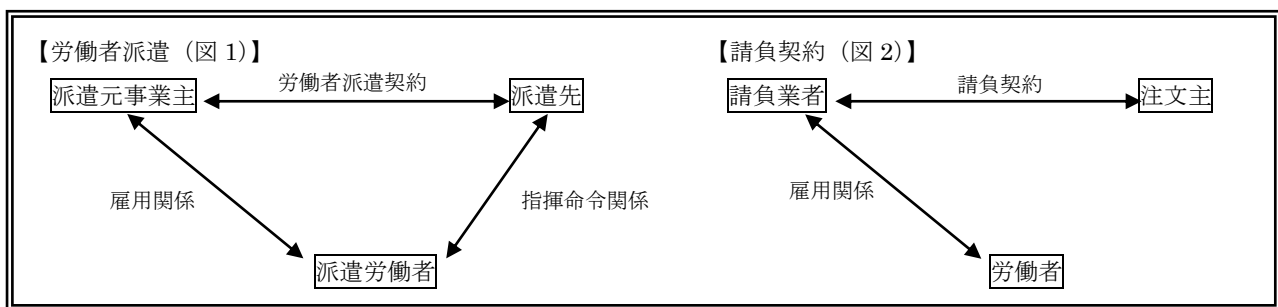 【労働者派遣（図 1）】
派遣元事業主
労働者派遣契約
派遣先
雇用関係
指揮命令関係
派遣労働者
【請負契約（図 2）】
請負業者
請負契約
注文主
雇用関係
労働者